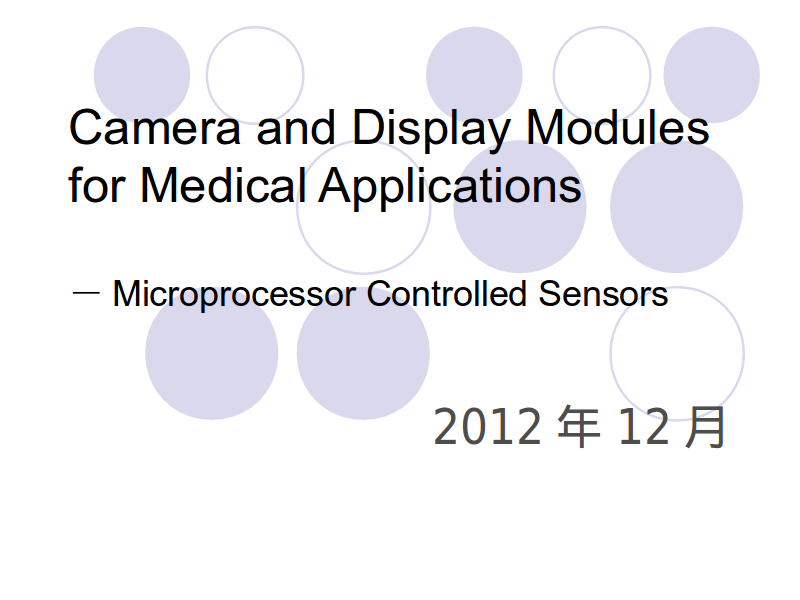 Camera and Display Modules
for Medical Applications
— Microprocessor Controlled Sensors
2012 年 12 月